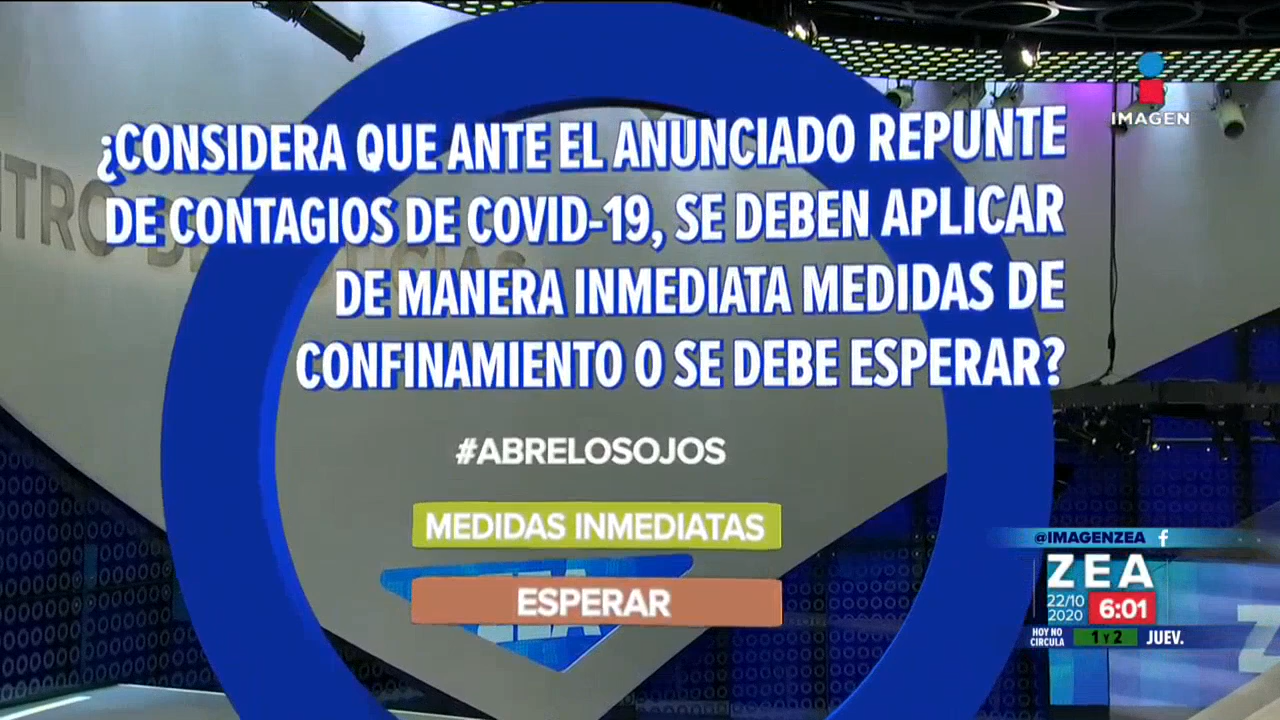 IMAGEN
¿CONSIDERA QUE ANTE EL ANUNCIADO REPUNTE
DE CONTAGIOS DE COVID-19, SE DEBEN APLICAR
DE MANERA INMEDIATA MEDIDAS DE
CONFINAMIENTO O SE DEBE ESPERAR?
#ABRELOSOJOS
MEDIDAS INMEDIATAS
ESPERAR
@IMAGENZEA f
ZEA
22/10
2020
6:01
HOY NO
CIRCULA
1 y 2
JUEV.